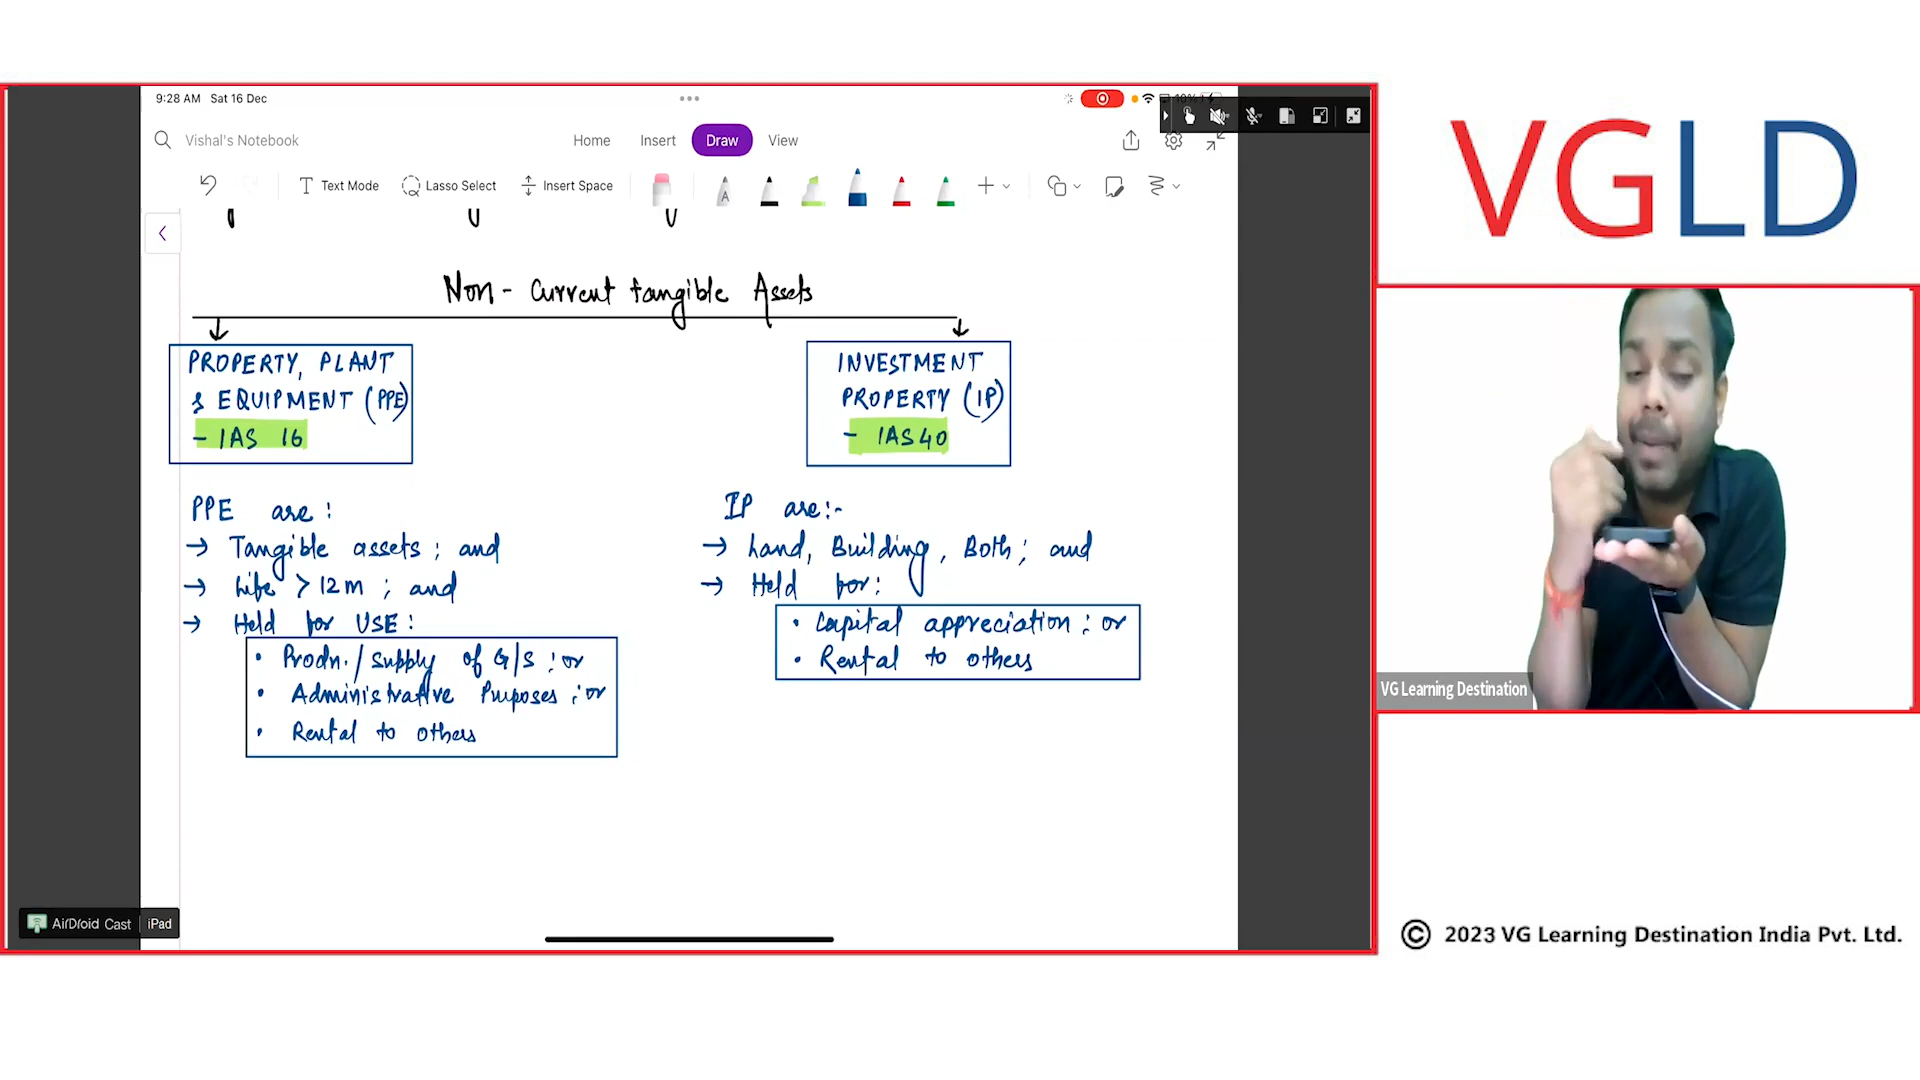 9:28 AM Sat 16 Dec
Vishal's Notebook
Home Insert Draw View
Text Mode Lasso Select Insert Space
Non - Current tangible Assets
PROPERTY, PLANT
& EQUIPMENT (PPE)
- IAS 16
INVESTMENT
PROPERTY (IP)
- IAS 40
PPE are :
→ Tangible assets ; and
→ Life > 12 m ; and
→ Held for USE :
• Prodn. / supply of G/S ; or
• Administrative Purposes ; or
• Rental to others
IP are :-
→ Land, Building, Both ; and
→ Held for :
• Capital appreciation ; or
• Rental to others
AirDroid Cast iPad
VGLD
VG Learning Destination
© 2023 VG Learning Destination India Pvt. Ltd.